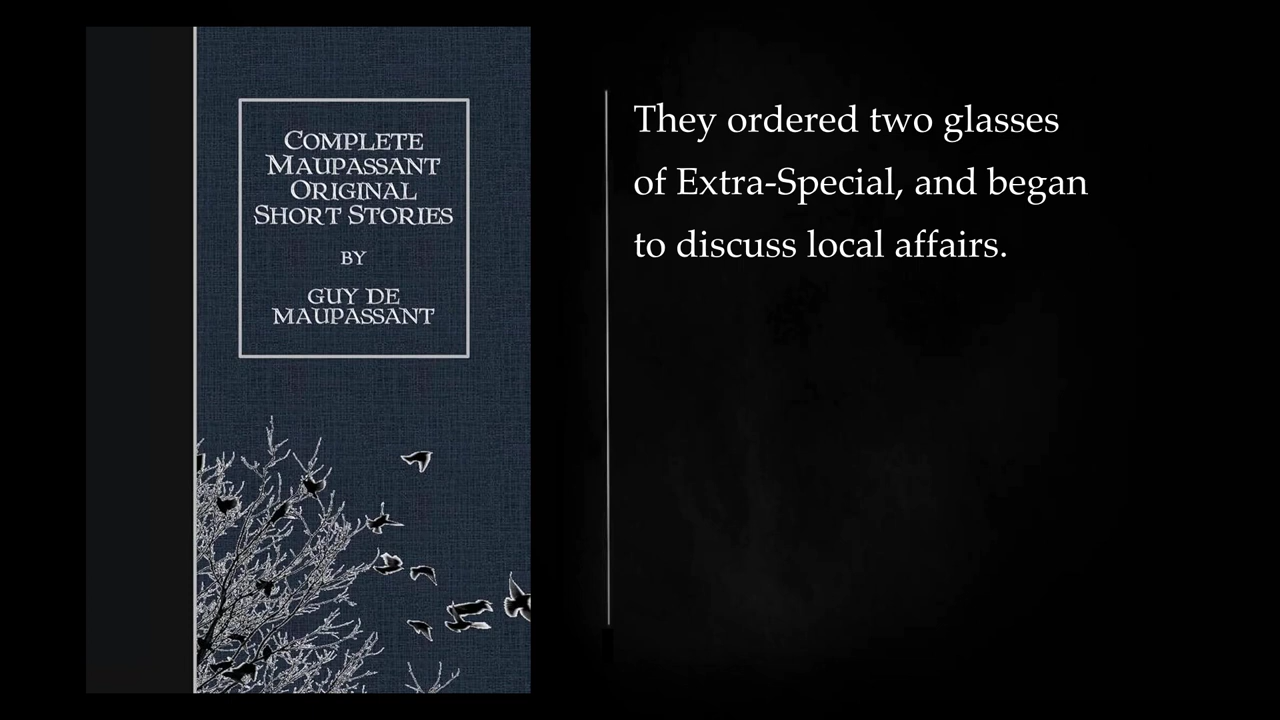 COMPLETE
MAUPASSANT
ORIGINAL
SHORT STORIES
BY
GUY DE
MAUPASSANT
They ordered two glasses
of Extra-Special, and began
to discuss local affairs.